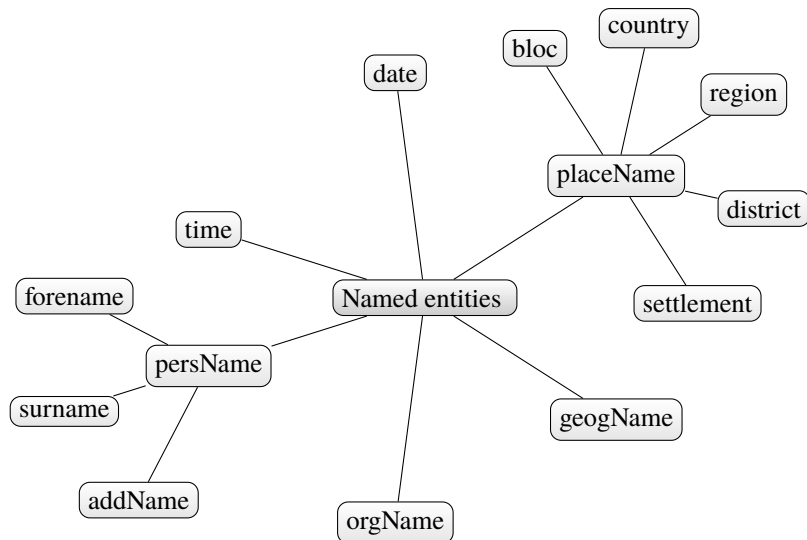 country
bloc
date
region
placeName
district
time
forename
Named entities
settlement
persName
surname
geogName
addName
orgName